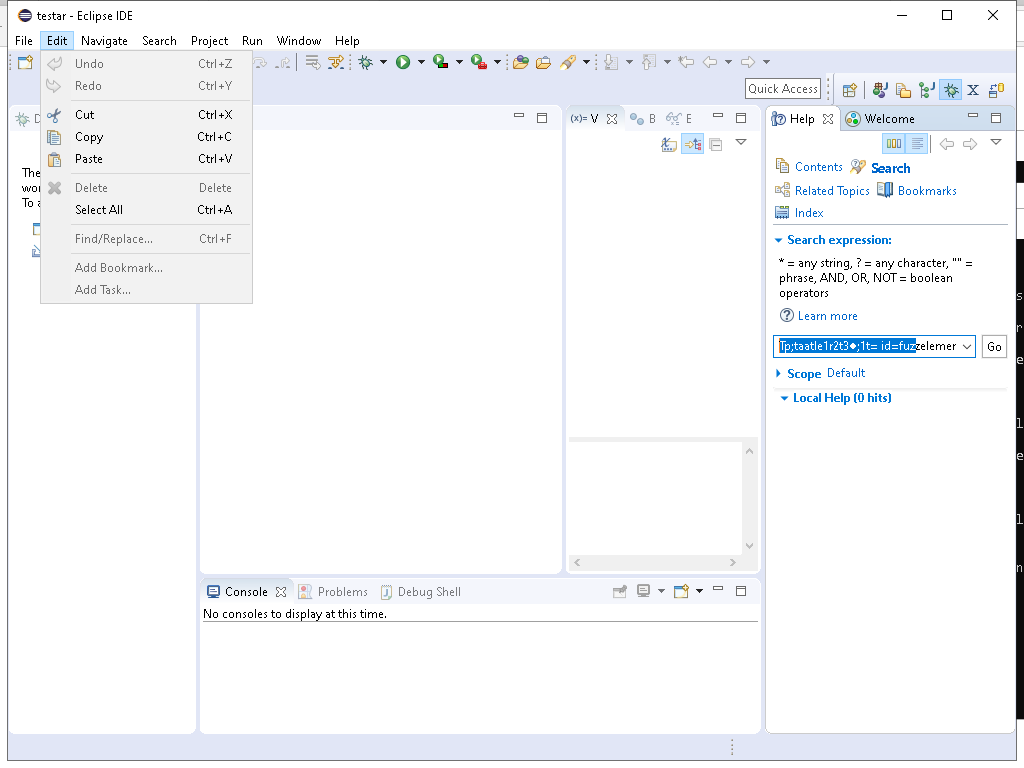 testar - Eclipse IDE
File Edit Navigate Search Project Run Window Help
Undo Ctrl+Z
Redo Ctrl+Y
Cut Ctrl+X
Copy Ctrl+C
Paste Ctrl+V
Delete Delete
Select All Ctrl+A
Find/Replace... Ctrl+F
Add Bookmark...
Add Task...
Quick Access
D
The
wor
To a
(x)= V
B
E
Help
Welcome
Contents Search
Related Topics Bookmarks
Index
Search expression:
* = any string, ? = any character, "" =
phrase, AND, OR, NOT = boolean
operators
Learn more
Tp;taatle1r2t3◆;1t= id=fuzzelemer
Go
Scope Default
Local Help (0 hits)
Console Problems Debug Shell
No consoles to display at this time.